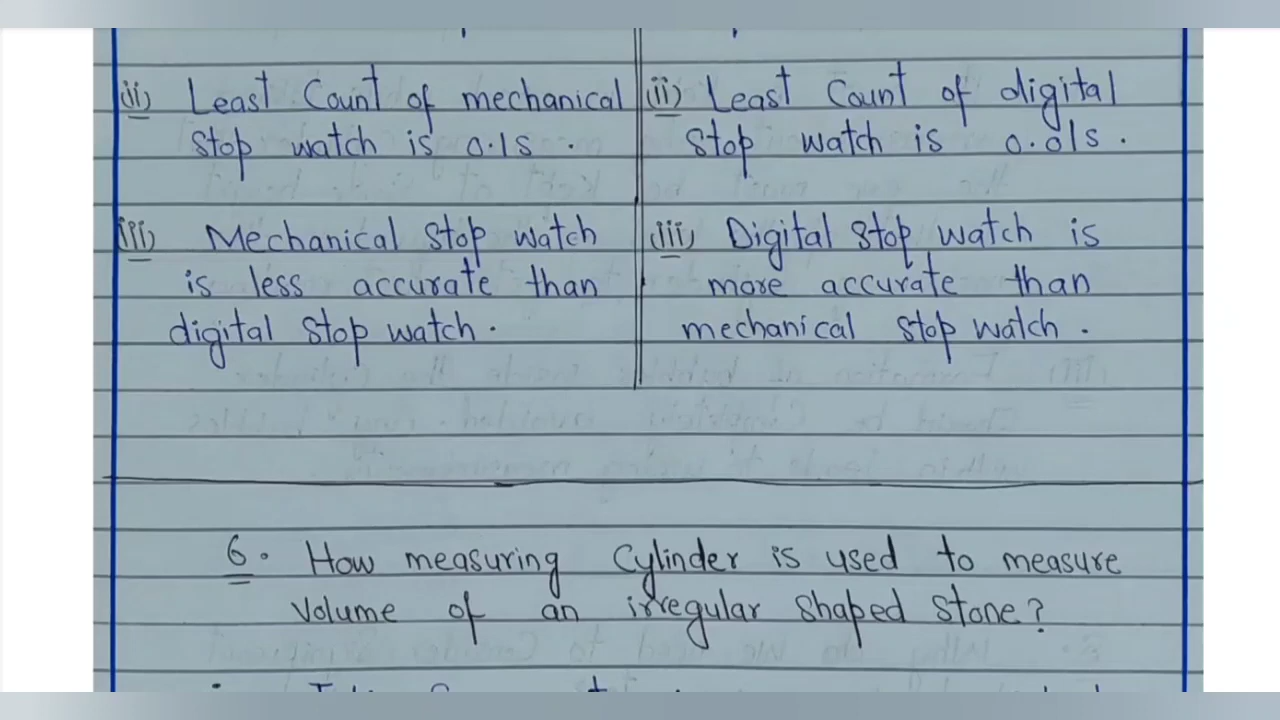 (ii) Least Count of mechanical
Stop watch is 0.1s .
(iii) Mechanical Stop watch
is less accurate than
digital Stop watch.
(ii) Least Count of digital
Stop watch is 0.01s .
(iii) Digital Stop watch is
more accurate than
mechanical Stop watch .
6. How measuring Cylinder is used to measure
Volume of an irregular Shaped Stone?